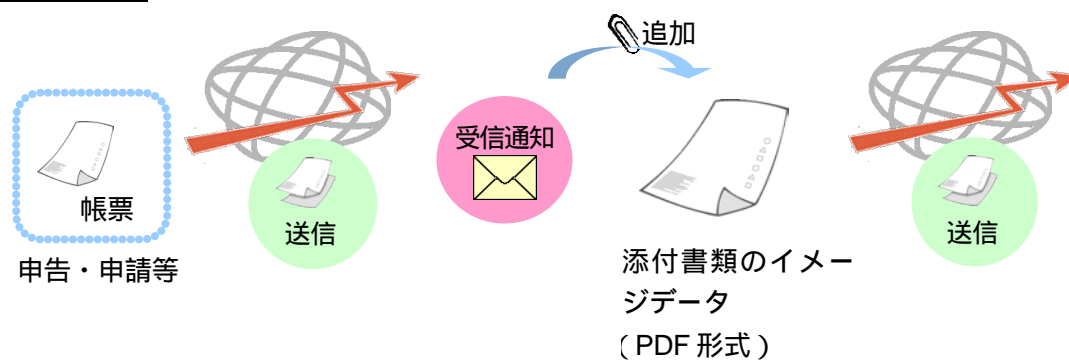 帳票
申告・申請等
送信
受信通知
追加
添付書類のイメー
ジデータ
(PDF 形式)
送信